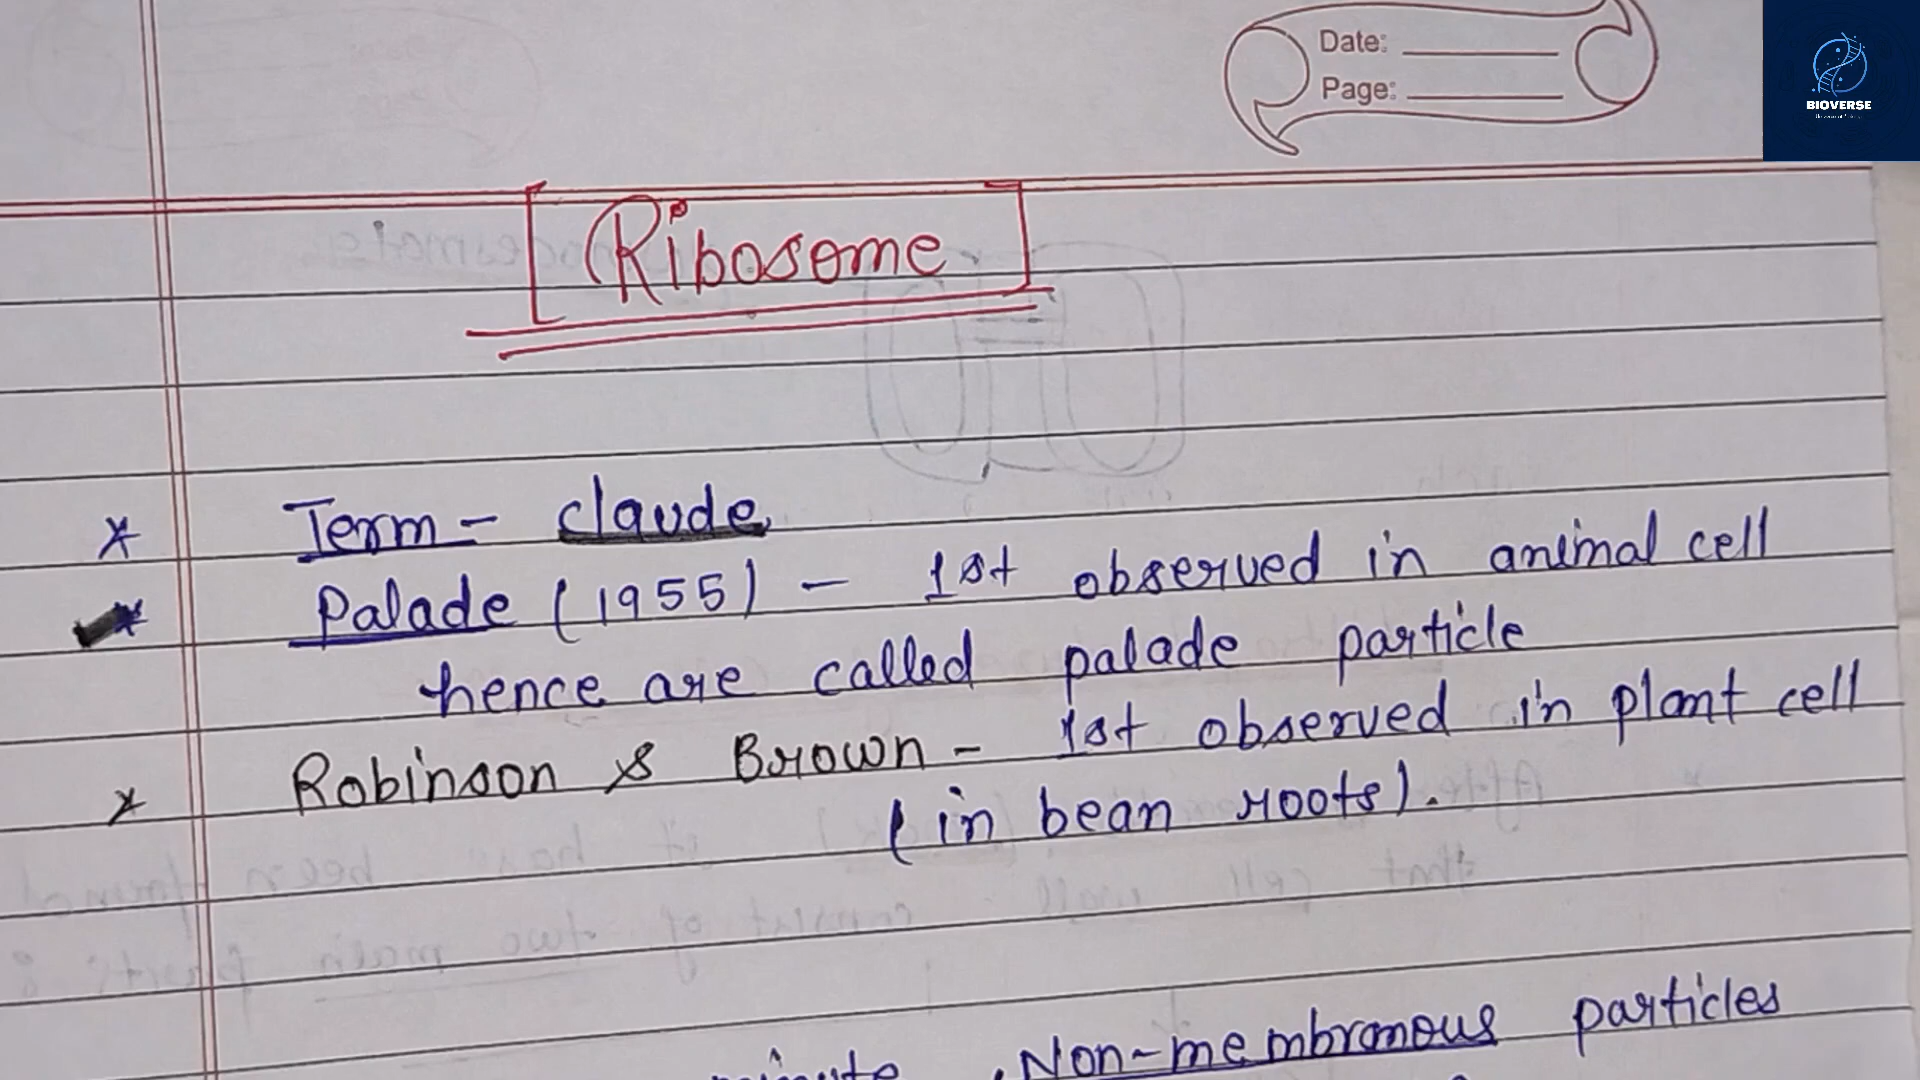 Date:
Page:
BIOVERSE
Ribosome
Term - claude
Palade (1955) - 1st observed in animal cell
hence are called palade particle
Robinson & Brown - 1st observed in plant cell
(in bean roots).
minute, Non-membranous particles